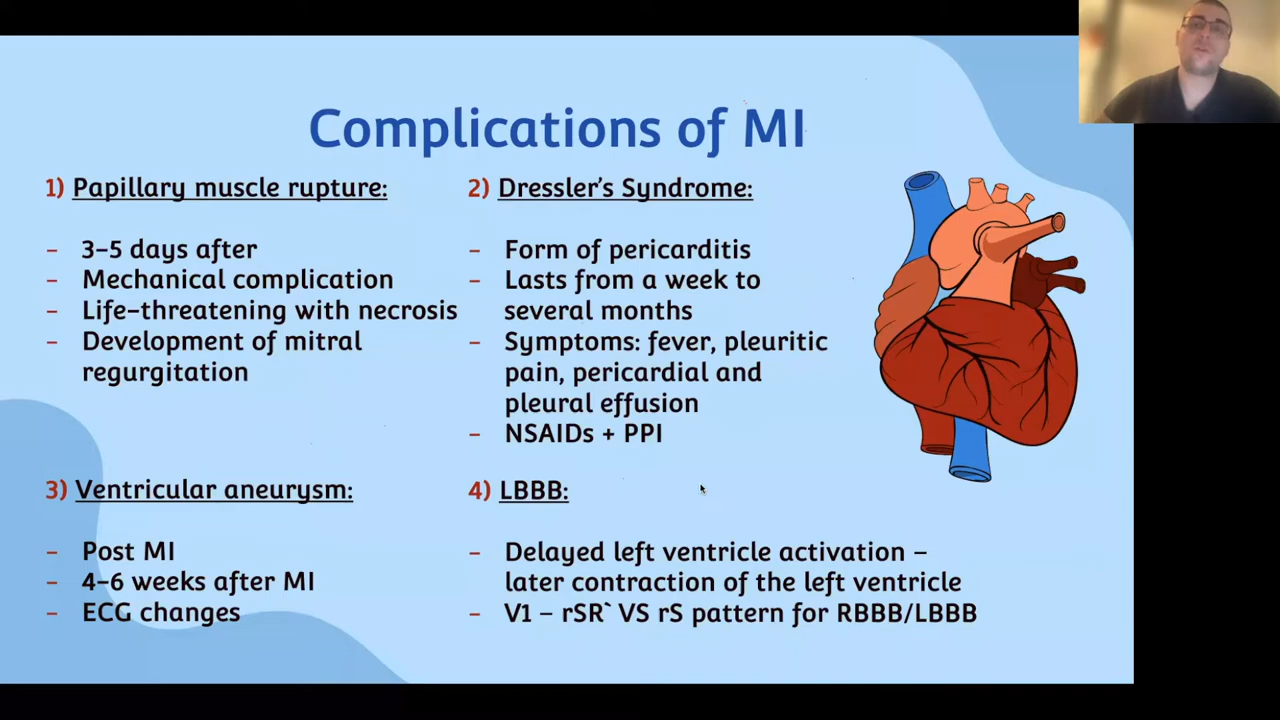 Complications of MI
1) Papillary muscle rupture:
- 3-5 days after
- Mechanical complication
- Life-threatening with necrosis
- Development of mitral
regurgitation
2) Dressler's Syndrome:
- Form of pericarditis
- Lasts from a week to
several months
- Symptoms: fever, pleuritic
pain, pericardial and
pleural effusion
- NSAIDs + PPI
3) Ventricular aneurysm:
- Post MI
- 4-6 weeks after MI
- ECG changes
4) LBBB:
- Delayed left ventricle activation –
later contraction of the left ventricle
- V1 – rSR` VS rS pattern for RBBB/LBBB